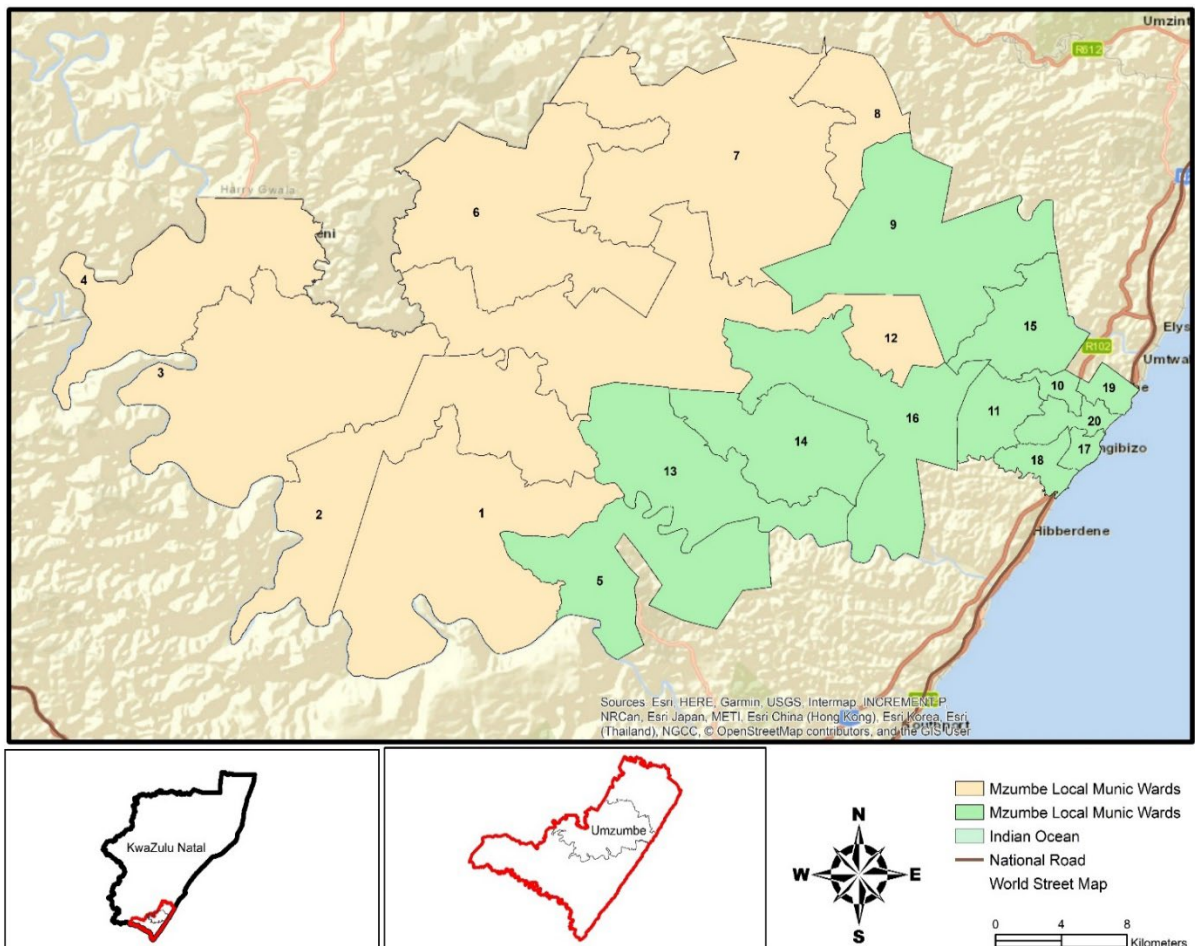 Umzint
R612
8
7
9
6
Harry Gwala
eni
4
15
12
Elys
R102
Umtwa
3
10
19
ne
16
11
20
14
17
ngibizo
13
18
2
1
Hibberdene
5
Sources: Esri, HERE, Garmin, USGS, Intermap, INCREMENT P,
NRCan, Esri Japan, METI, Esri China (Hong Kong), Esri Korea, Esri
(Thailand), NGCC, © OpenStreetMap contributors, and the GIS User
Southport
KwaZulu Natal
Umzumbe
N
W
E
S
Mzumbe Local Munic Wards
Mzumbe Local Munic Wards
Indian Ocean
National Road
World Street Map
0 4 8
Kilometers